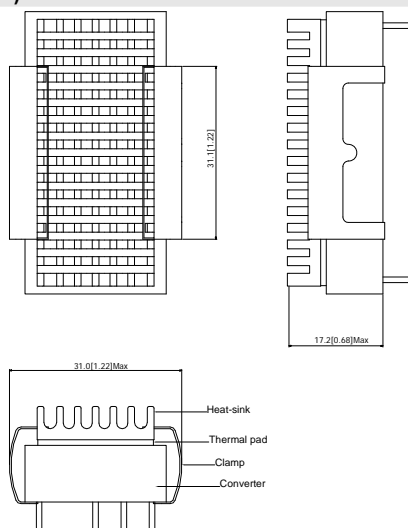 31.1[1.22]
17.2[0.68]Max
31.0[1.22]Max
Heat-sink
Thermal pad
Clamp
Converter